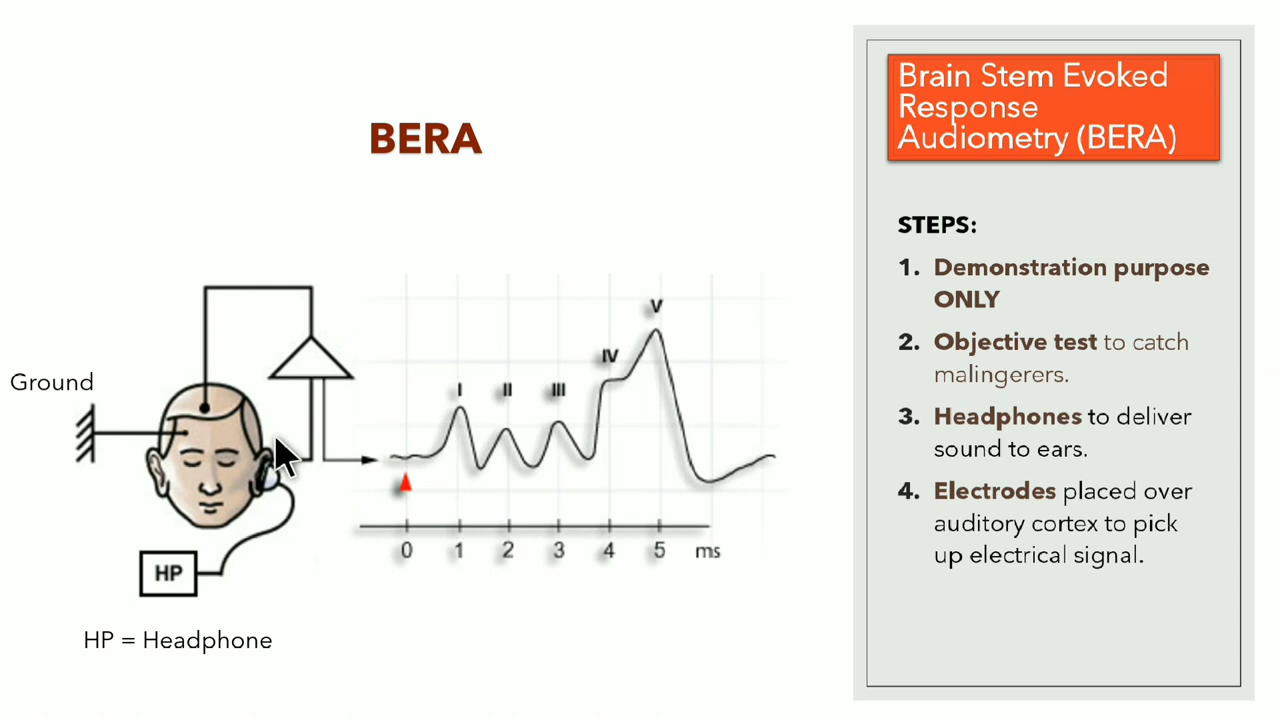 BERA
Ground
I
II
III
IV
V
HP
0 1 2 3 4 5 ms
HP = Headphone
Brain Stem Evoked
Response
Audiometry (BERA)
STEPS:
1. Demonstration purpose
ONLY
2. Objective test to catch
malingerers.
3. Headphones to deliver
sound to ears.
4. Electrodes placed over
auditory cortex to pick
up electrical signal.